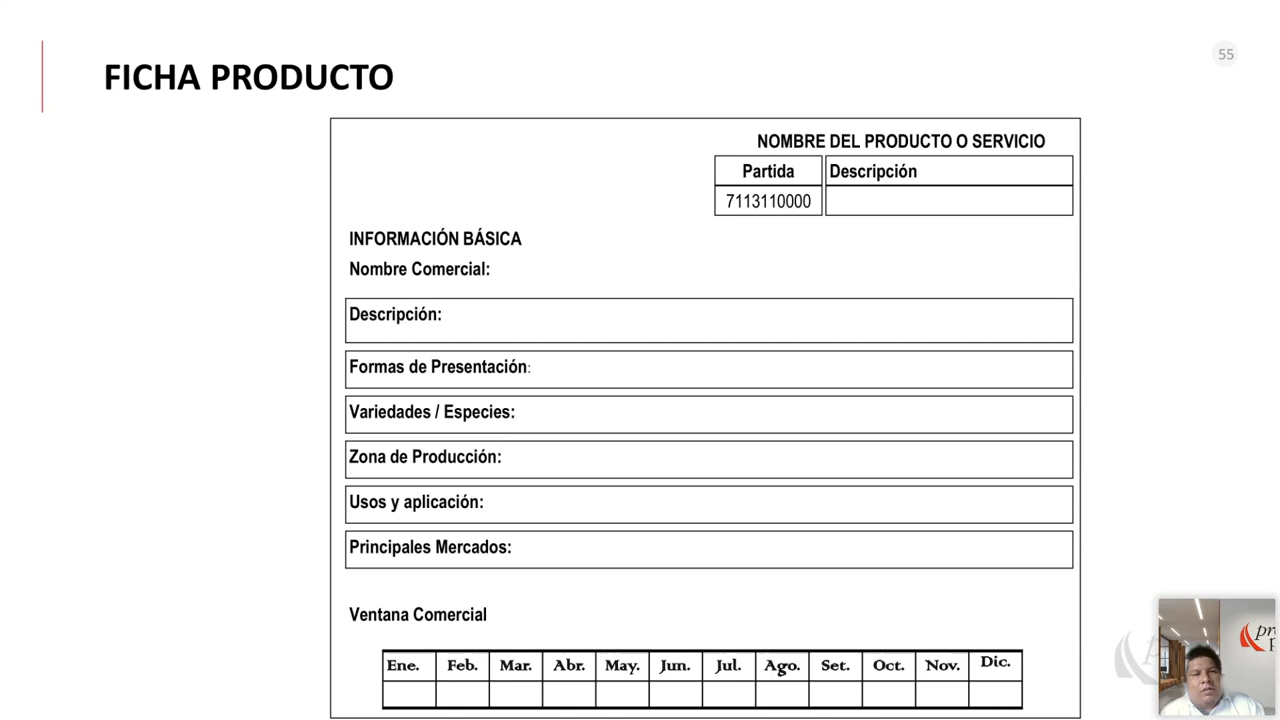 55
FICHA PRODUCTO
NOMBRE DEL PRODUCTO O SERVICIO
Partida Descripción
7113110000
INFORMACIÓN BÁSICA
Nombre Comercial:
Descripción:
Formas de Presentación:
Variedades / Especies:
Zona de Producción:
Usos y aplicación:
Principales Mercados:
Ventana Comercial
Ene. Feb. Mar. Abr. May. Jun. Jul. Ago. Set. Oct. Nov. Dic.